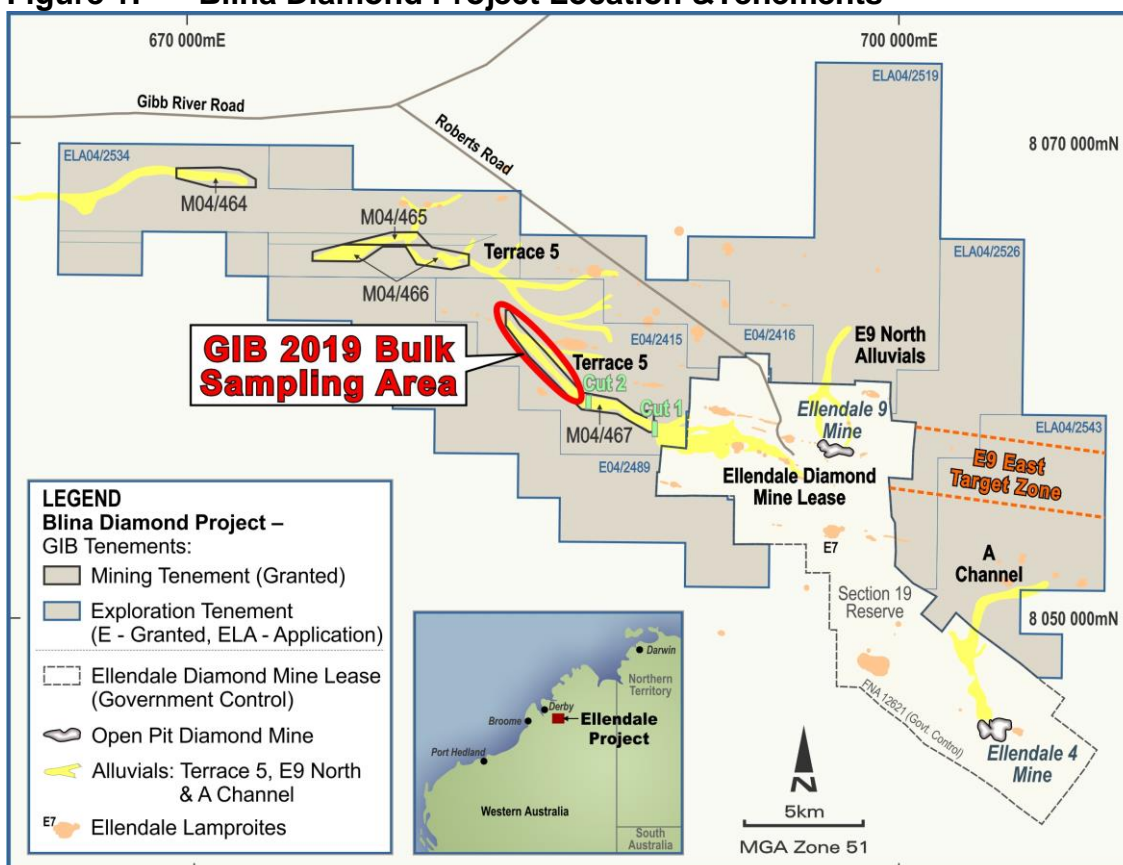 Figure 1: Blina Diamond Project Location &Tenements
670 000mE
700 000mE
ELA04/2519
Gibb River Road
Roberts Road
8 070 000mN
ELA04/2534
M04/464
M04/465
Terrace 5
M04/466
ELA04/2526
GIB 2019 Bulk
Sampling Area
E04/2415
E04/2416
E9 North
Alluvials
Terrace 5
Cut 2
Cut 1
M04/467
Ellendale 9
Mine
ELA04/2543
E04/2489
Ellendale Diamond
Mine Lease
E9 East
Target Zone
E7
A
Channel
Section 19
Reserve
8 050 000mN
FNA 12621 (Govt. Control)
Ellendale 4
Mine
LEGEND
Blina Diamond Project –
GIB Tenements:
Mining Tenement (Granted)
Exploration Tenement
(E - Granted, ELA - Application)
Ellendale Diamond Mine Lease
(Government Control)
Open Pit Diamond Mine
Alluvials: Terrace 5, E9 North
& A Channel
E7
Ellendale Lamproites
Darwin
Northern
Territory
Derby
Broome
Ellendale
Project
Port Hedland
Western Australia
South
Australia
N
5km
MGA Zone 51